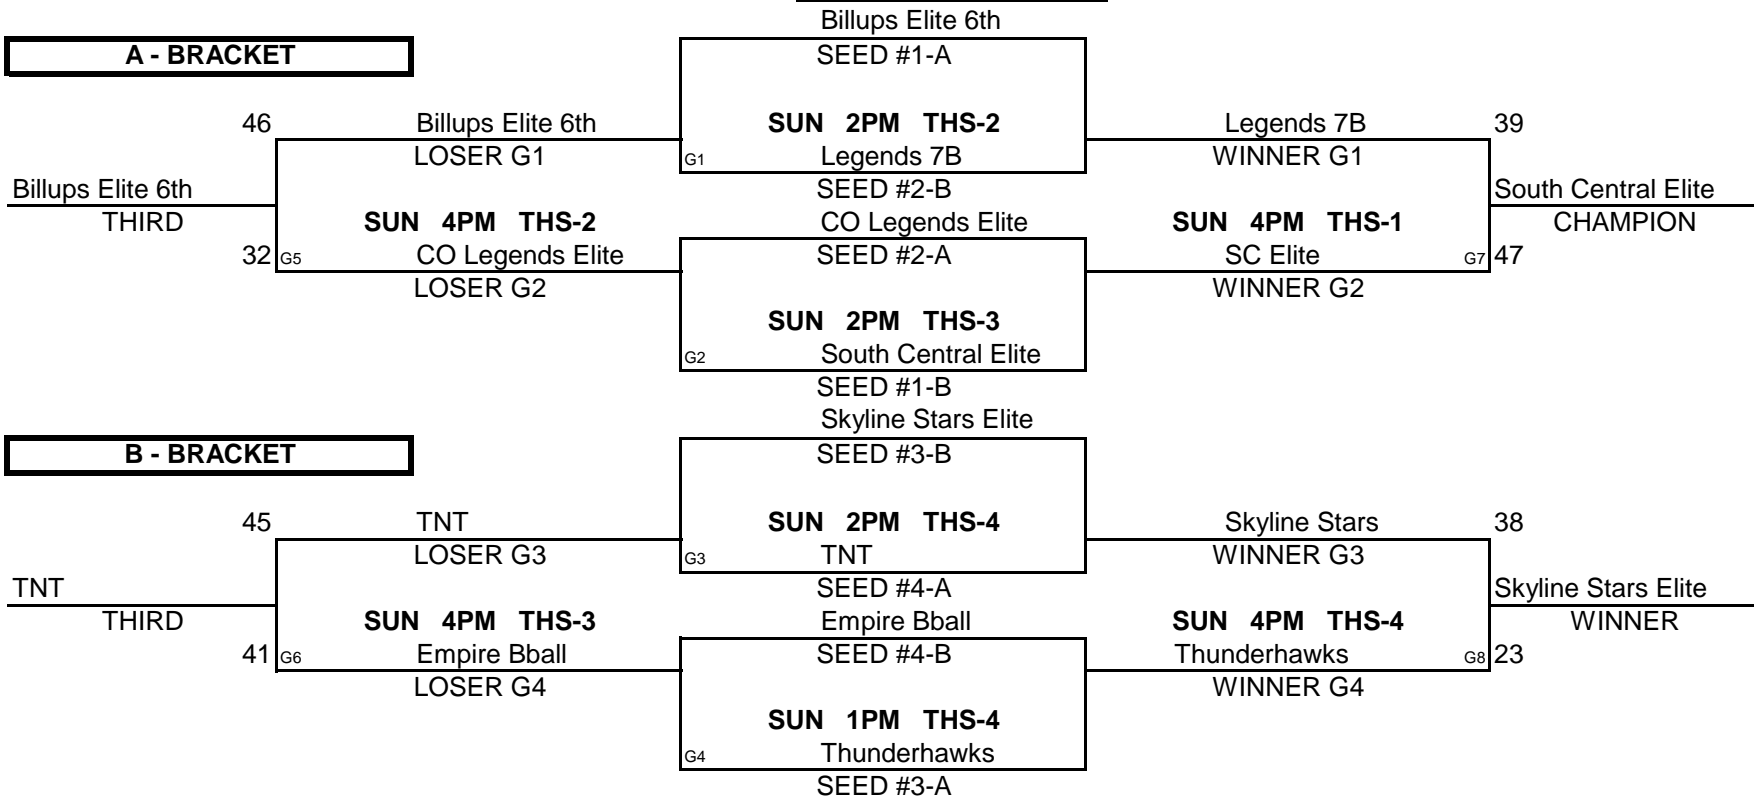 Billups Elite 6th
A - BRACKET
SEED #1-A
46 Billups Elite 6th SUN 2PM THS-2 Legends 7B 39
LOSER G1 G1 Legends 7B WINNER G1
Billups Elite 6th SEED #2-B South Central Elite
THIRD SUN 4PM THS-2 CO Legends Elite SUN 4PM THS-1 CHAMPION
32 G5 CO Legends Elite SEED #2-A SC Elite G7 47
LOSER G2 WINNER G2
SUN 2PM THS-3
G2 South Central Elite
SEED #1-B
Skyline Stars Elite
B - BRACKET SEED #3-B
45 TNT SUN 2PM THS-4 Skyline Stars 38
LOSER G3 G3 TNT WINNER G3
TNT SEED #4-A Skyline Stars Elite
THIRD SUN 4PM THS-3 Empire Bball SUN 4PM THS-4 WINNER
41 G6 Empire Bball SEED #4-B Thunderhawks G8 23
LOSER G4 WINNER G4
SUN 1PM THS-4
G4 Thunderhawks
SEED #3-A